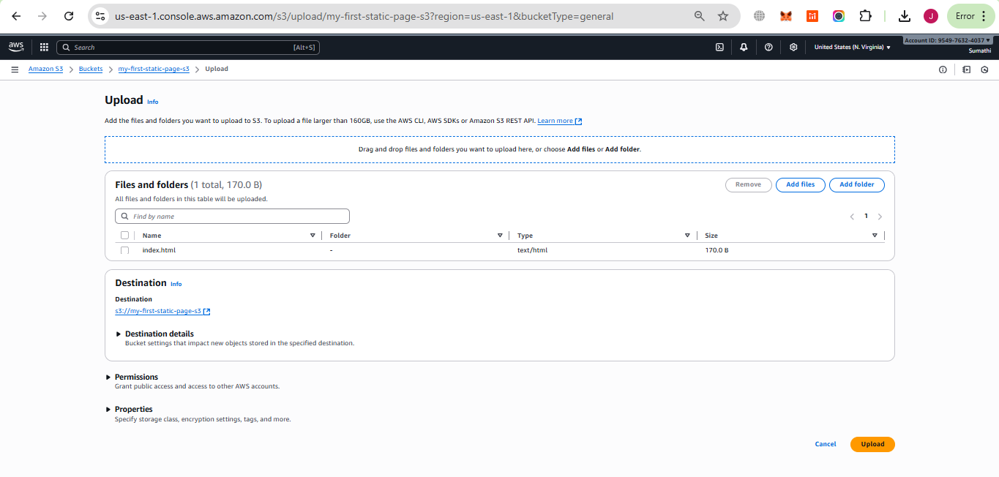 us-east-1.console.aws.amazon.com/s3/upload/my-first-static-page-s3?region=us-east-1&bucketType=general
J
Error
aws
Search
[Alt+S]
United States (N. Virginia) ▼
Account ID: 9549-7632-4037 ▼
Sumathi
Amazon S3 > Buckets > my-first-static-page-s3 > Upload
Upload Info
Add the files and folders you want to upload to S3. To upload a file larger than 160GB, use the AWS CLI, AWS SDKs or Amazon S3 REST API. Learn more
Drag and drop files and folders you want to upload here, or choose Add files or Add folder.
Files and folders (1 total, 170.0 B)
Remove
Add files
Add folder
All files and folders in this table will be uploaded.
Find by name
< 1 >
Name Folder Type Size
index.html - text/html 170.0 B
Destination Info
Destination
s3://my-first-static-page-s3
Destination details
Bucket settings that impact new objects stored in the specified destination.
Permissions
Grant public access and access to other AWS accounts.
Properties
Specify storage class, encryption settings, tags, and more.
Cancel
Upload